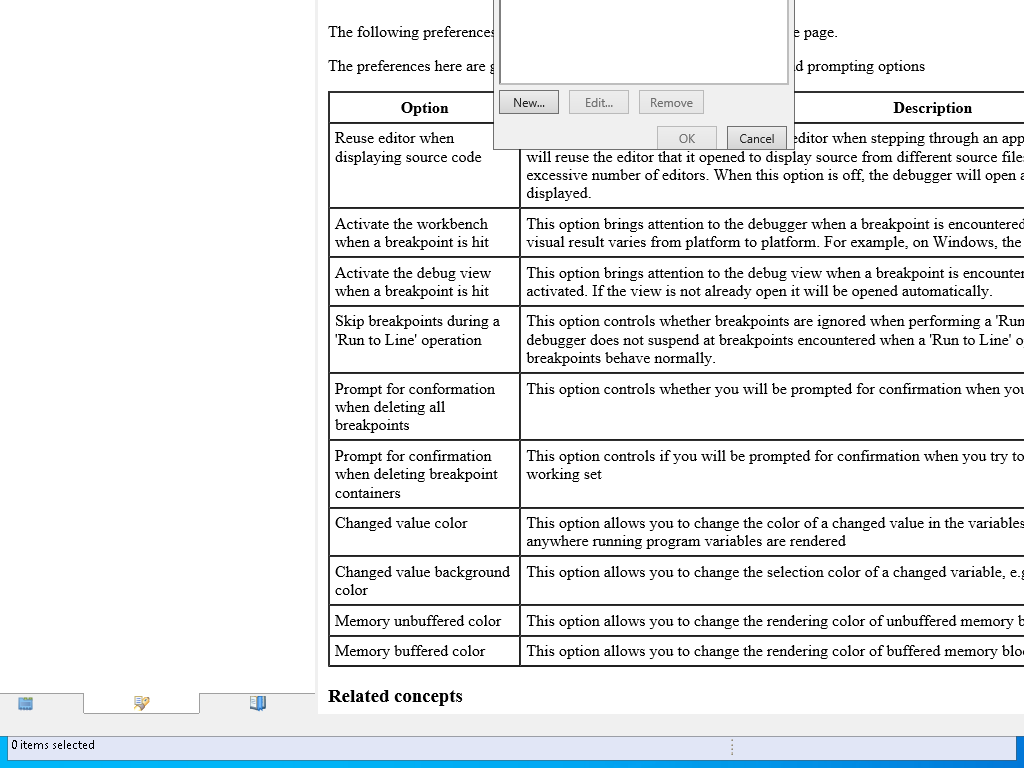 The following preferences
e page.
The preferences here are g
d prompting options
New...
Edit...
Remove
OK
Cancel
Option
Description
Reuse editor when
displaying source code
editor when stepping through an app
will reuse the editor that it opened to display source from different source file
excessive number of editors. When this option is off, the debugger will open a
displayed.
Activate the workbench
when a breakpoint is hit
This option brings attention to the debugger when a breakpoint is encountered
visual result varies from platform to platform. For example, on Windows, the
Activate the debug view
when a breakpoint is hit
This option brings attention to the debug view when a breakpoint is encounter
activated. If the view is not already open it will be opened automatically.
Skip breakpoints during a
'Run to Line' operation
This option controls whether breakpoints are ignored when performing a 'Run
debugger does not suspend at breakpoints encountered when a 'Run to Line' o
breakpoints behave normally.
Prompt for conformation
when deleting all
breakpoints
This option controls whether you will be prompted for confirmation when you
Prompt for confirmation
when deleting breakpoint
containers
This option controls if you will be prompted for confirmation when you try to
working set
Changed value color
This option allows you to change the color of a changed value in the variables
anywhere running program variables are rendered
Changed value background
color
This option allows you to change the selection color of a changed variable, e.g
Memory unbuffered color
This option allows you to change the rendering color of unbuffered memory b
Memory buffered color
This option allows you to change the rendering color of buffered memory bloc
Related concepts
0 items selected